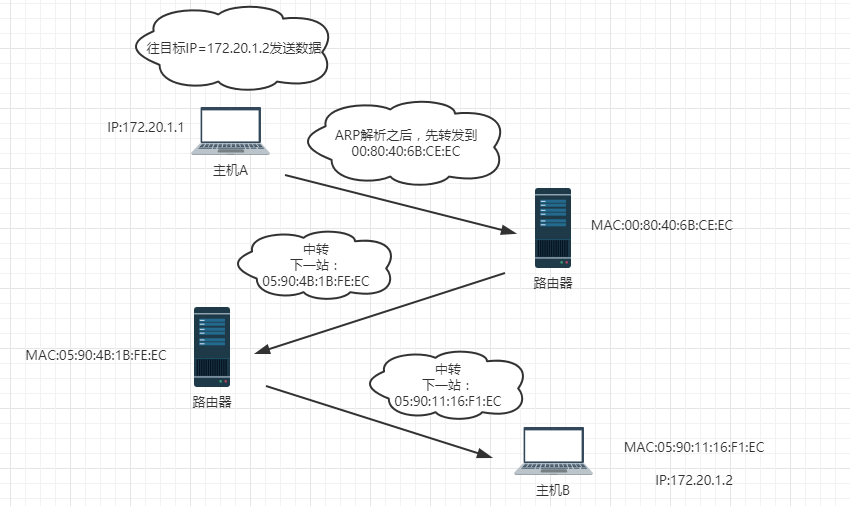 往目标IP=172.20.1.2发送数据
IP:172.20.1.1
主机A
ARP解析之后，先转发到
00:80:40:6B:CE:EC
MAC:00:80:40:6B:CE:EC
路由器
中转
下一站：
05:90:4B:1B:FE:EC
MAC:05:90:4B:1B:FE:EC
路由器
中转
下一站：
05:90:11:16:F1:EC
MAC:05:90:11:16:F1:EC
IP:172.20.1.2
主机B